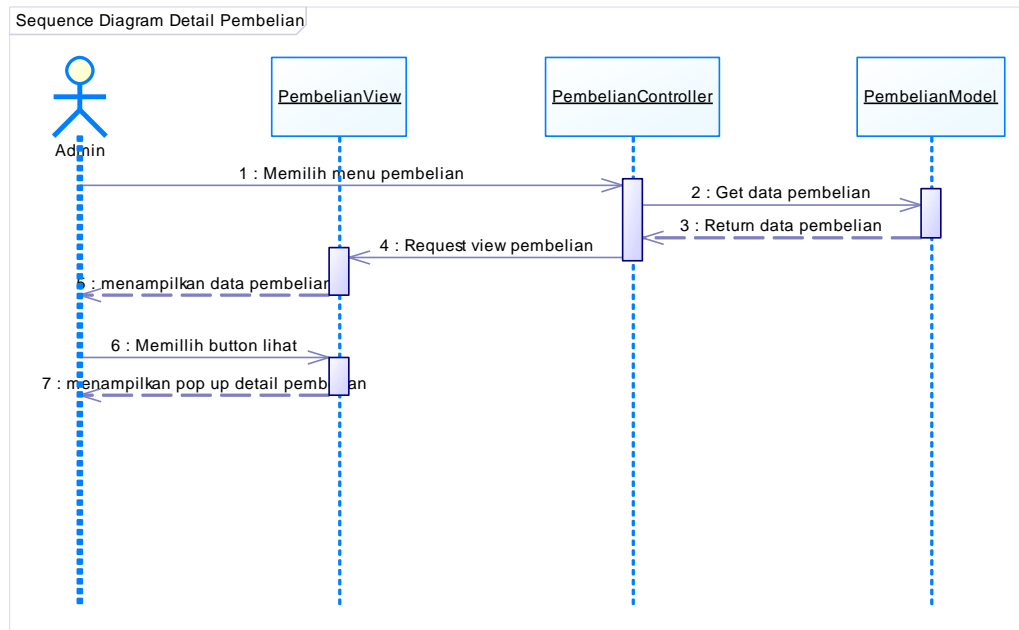 Sequence Diagram Detail Pembelian
PembelianView
PembelianController
PembelianModel
Admin
1 : Memilih menu pembelian
2 : Get data pembelian
3 : Return data pembelian
4 : Request view pembelian
5 : menampilkan data pembelian
6 : Memillih button lihat
7 : menampilkan pop up detail pembelian